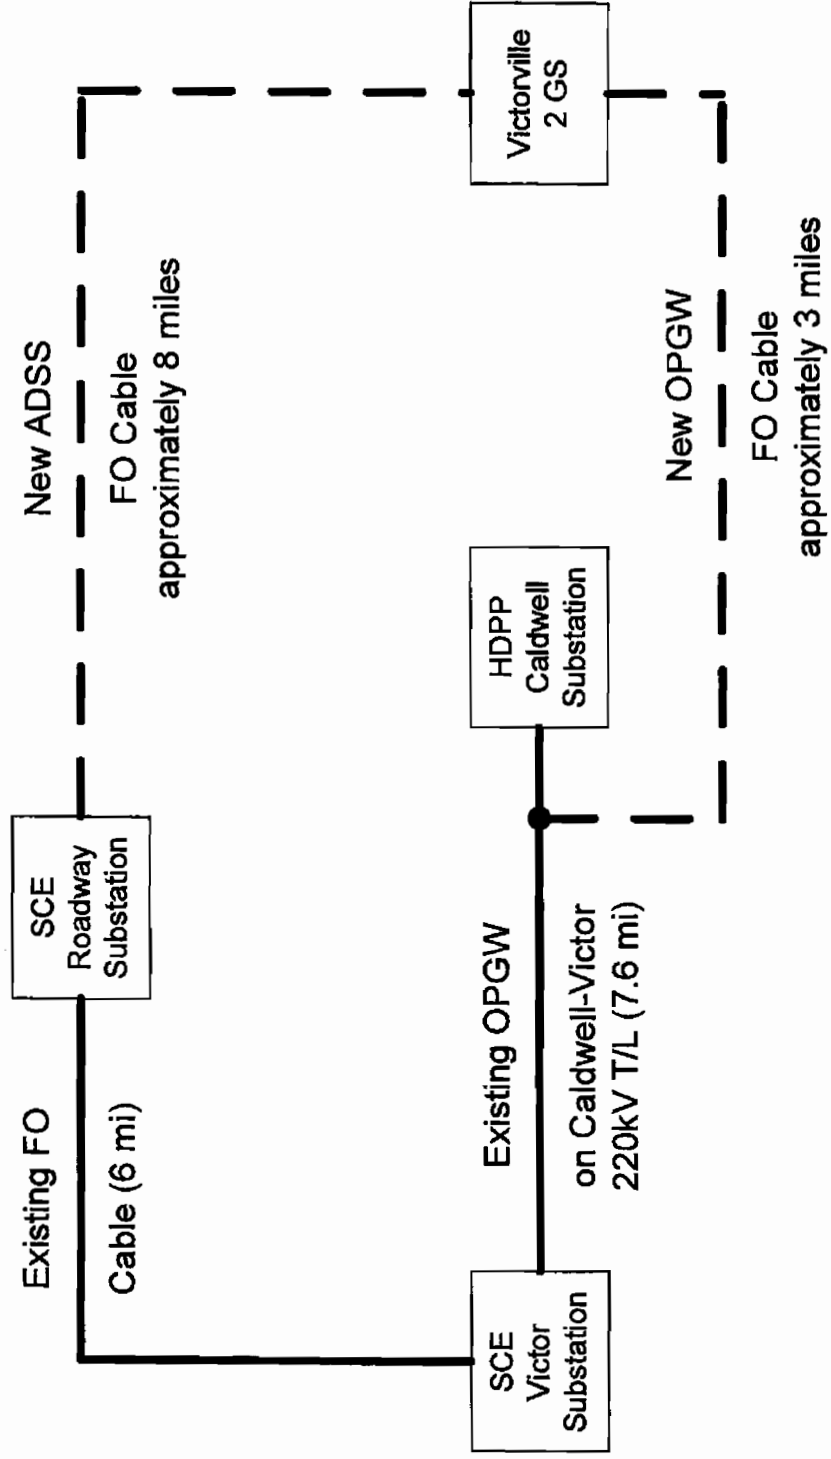 Existing FO
Cable (6 mi)
SCE
Roadway
Substation
New ADSS
FO Cable
approximately 8 miles
SCE
Victor
Substation
Existing OPGW
on Caldwell-Victor
220kV T/L (7.6 mi)
HDPP
Caldwell
Substation
Victorville
2 GS
New OPGW
FO Cable
approximately 3 miles